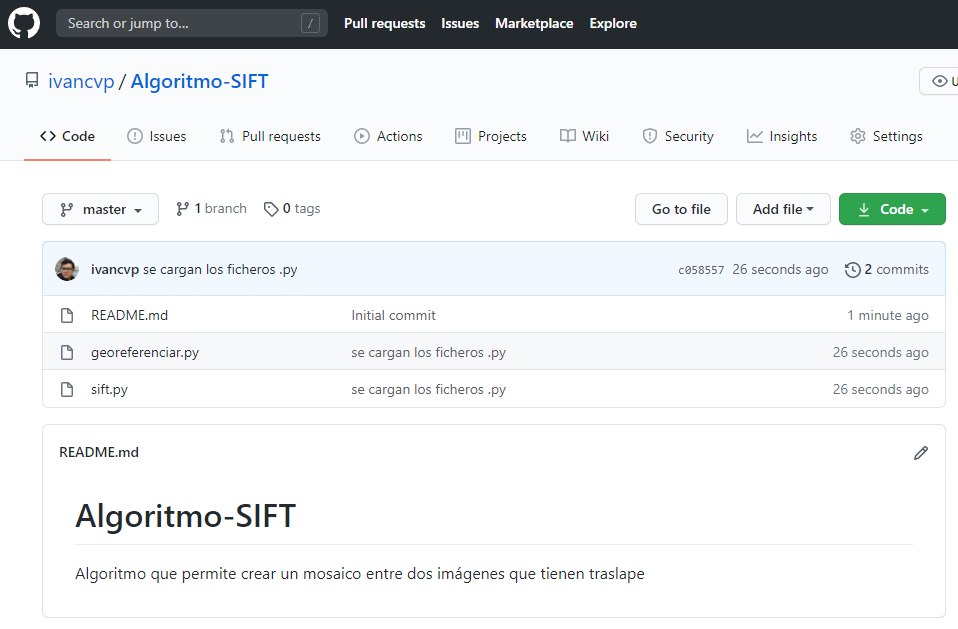 Search or jump to... / Pull requests Issues Marketplace Explore
ivancvp / Algoritmo-SIFT U
Code Issues Pull requests Actions Projects Wiki Security Insights Settings
master 1 branch 0 tags Go to file Add file Code
ivancvp se cargan los ficheros .py c058557 26 seconds ago 2 commits
README.md Initial commit 1 minute ago
georeferenciar.py se cargan los ficheros .py 26 seconds ago
sift.py se cargan los ficheros .py 26 seconds ago
README.md
Algoritmo-SIFT
Algoritmo que permite crear un mosaico entre dos imágenes que tienen traslape